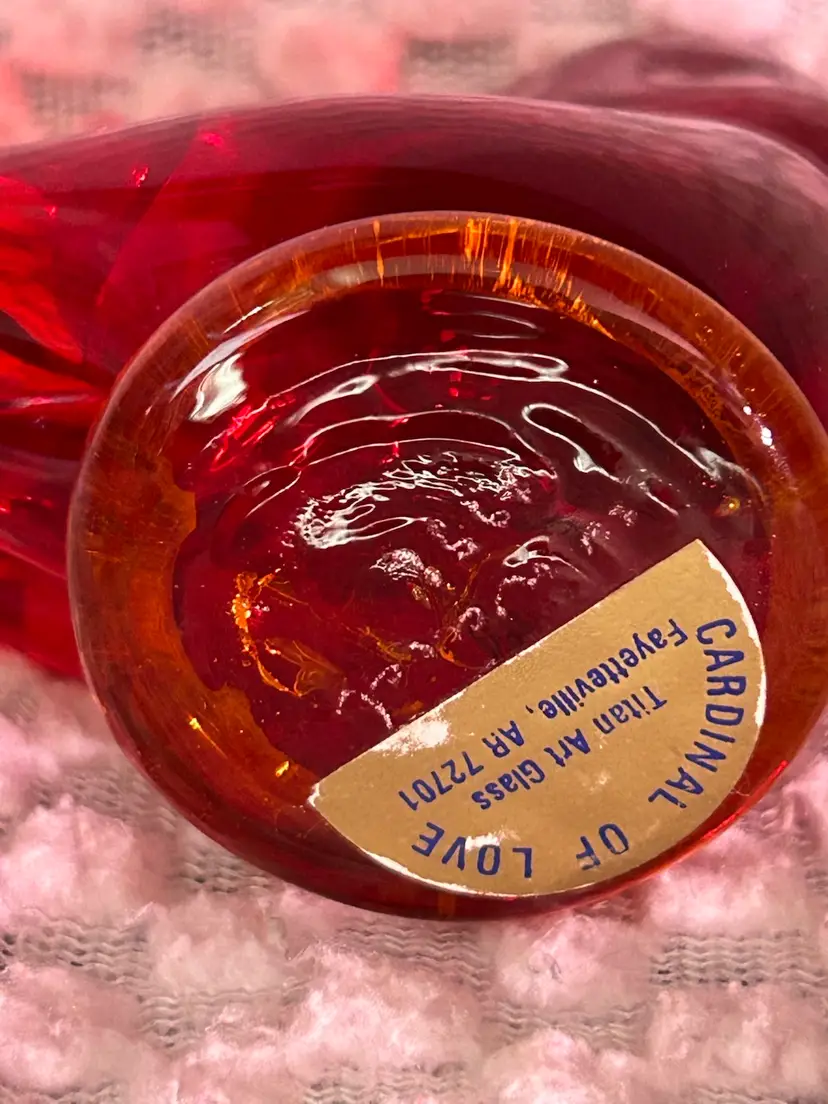 CARDINAL OF LOVE
Titan Art Glass
Fayetteville, AR 72701